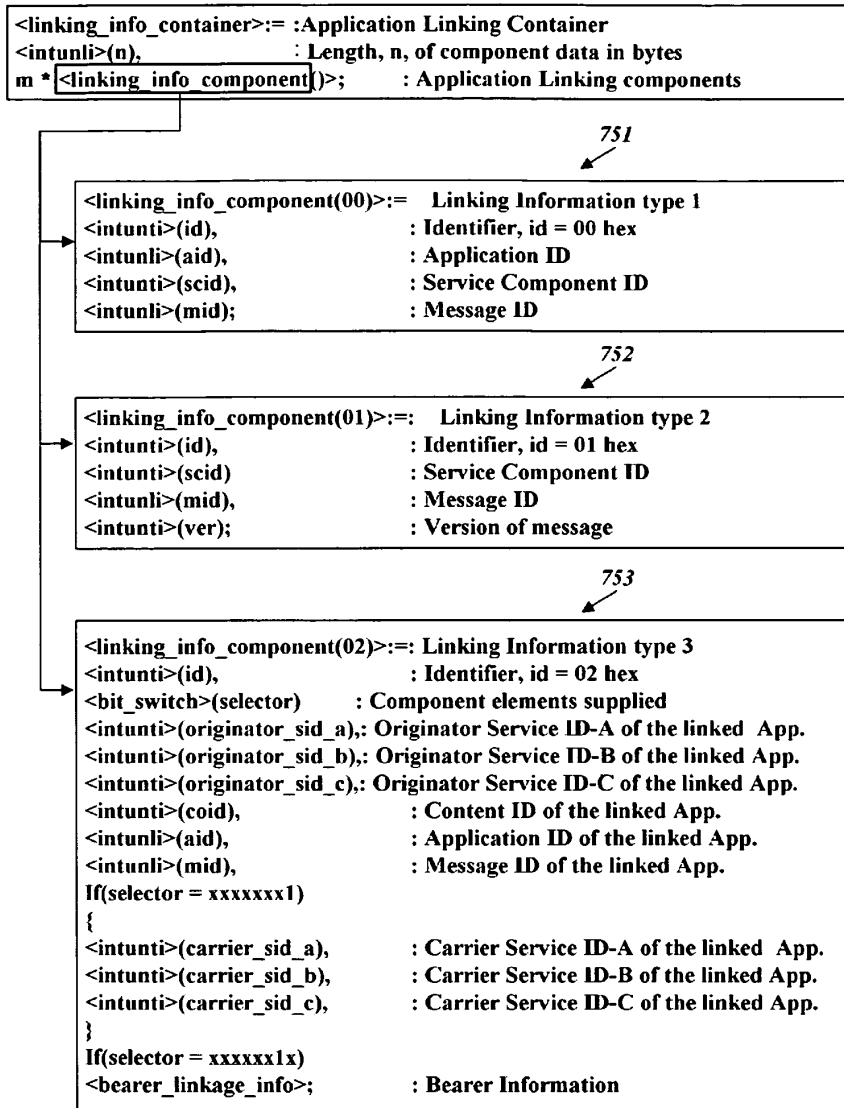 <linking_info_container>:= :Application Linking Container
<intunli>(n), : Length, n, of component data in bytes
m * <linking_info_component()>; : Application Linking components
751
<linking_info_component(00)>:= Linking Information type 1
<intunti>(id), : Identifier, id = 00 hex
<intunli>(aid), : Application ID
<intunti>(scid), : Service Component ID
<intunli>(mid); : Message ID
752
<linking_info_component(01)>:=: Linking Information type 2
<intunti>(id), : Identifier, id = 01 hex
<intunti>(scid) : Service Component ID
<intunli>(mid), : Message ID
<intunti>(ver); : Version of message
753
<linking_info_component(02)>:=: Linking Information type 3
<intunti>(id), : Identifier, id = 02 hex
<bit_switch>(selector) : Component elements supplied
<intunti>(originator_sid_a),: Originator Service ID-A of the linked App.
<intunti>(originator_sid_b),: Originator Service ID-B of the linked App.
<intunti>(originator_sid_c),: Originator Service ID-C of the linked App.
<intunti>(coid), : Content ID of the linked App.
<intunli>(aid), : Application ID of the linked App.
<intunli>(mid), : Message ID of the linked App.
If(selector = xxxxxxx1)
{
<intunti>(carrier_sid_a), : Carrier Service ID-A of the linked App.
<intunti>(carrier_sid_b), : Carrier Service ID-B of the linked App.
<intunti>(carrier_sid_c), : Carrier Service ID-C of the linked App.
}
If(selector = xxxxxx1x)
<bearer_linkage_info>; : Bearer Information